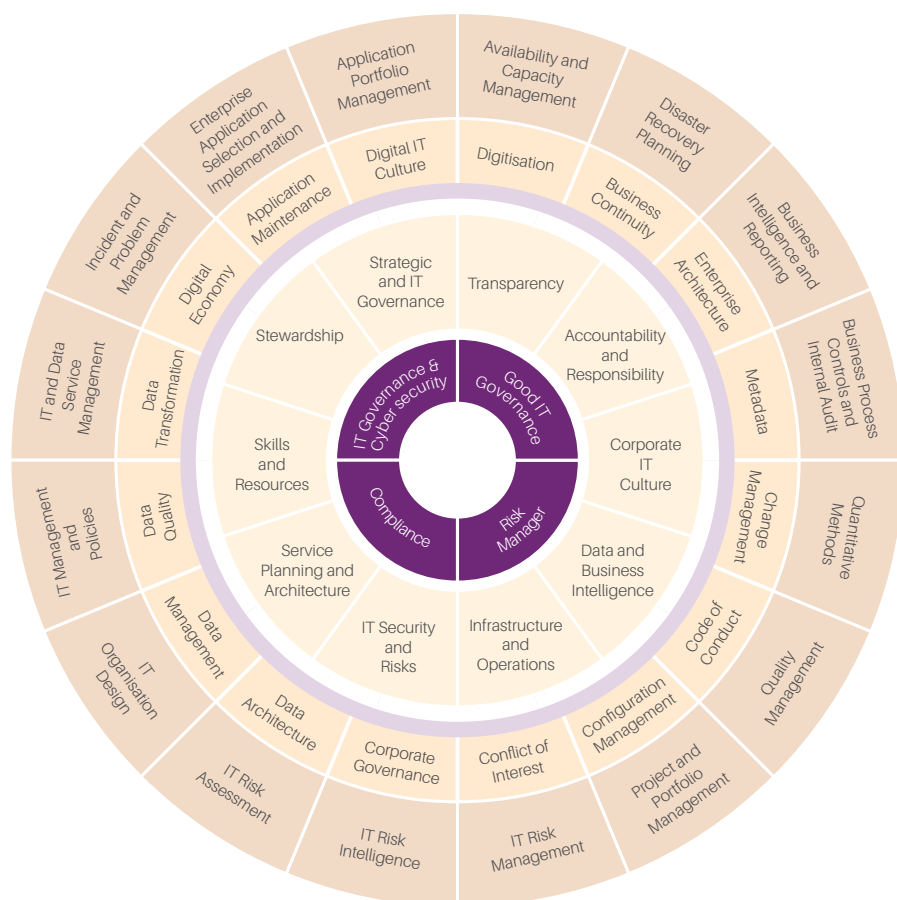 Availability and
Capacity
Management
Disaster
Recovery
Planning
Business
Intelligence and
Reporting
Business Process
Controls and
Internal Audit
Quantitative
Methods
Quality
Management
Project and
Portfolio
Management
IT Risk
Management
IT Risk
Intelligence
IT Risk
Assessment
IT
Organisation
Design
IT Management
and
Policies
IT and Data
Service
Management
Incident and
Problem
Management
Enterprise
Application
Selection and
Implementation
Application
Portfolio
Management
Digitisation
Business
Continuity
Enterprise
Architecture
Metadata
Change
Management
Code of
Conduct
Configuration
Management
Conflict of
Interest
Corporate
Governance
Data
Architecture
Data
Management
Data
Quality
Data
Transformation
Digital
Economy
Application
Maintenance
Digital IT
Culture
Transparency
Accountability
and
Responsibility
Corporate
IT
Culture
Data and
Business
Intelligence
Infrastructure
and
Operations
IT Security
and
Risks
Service
Planning and
Architecture
Skills
and
Resources
Stewardship
Strategic
and IT
Governance
Good IT
Governance
Risk
Manager
Compliance
IT Governance &
Cyber security